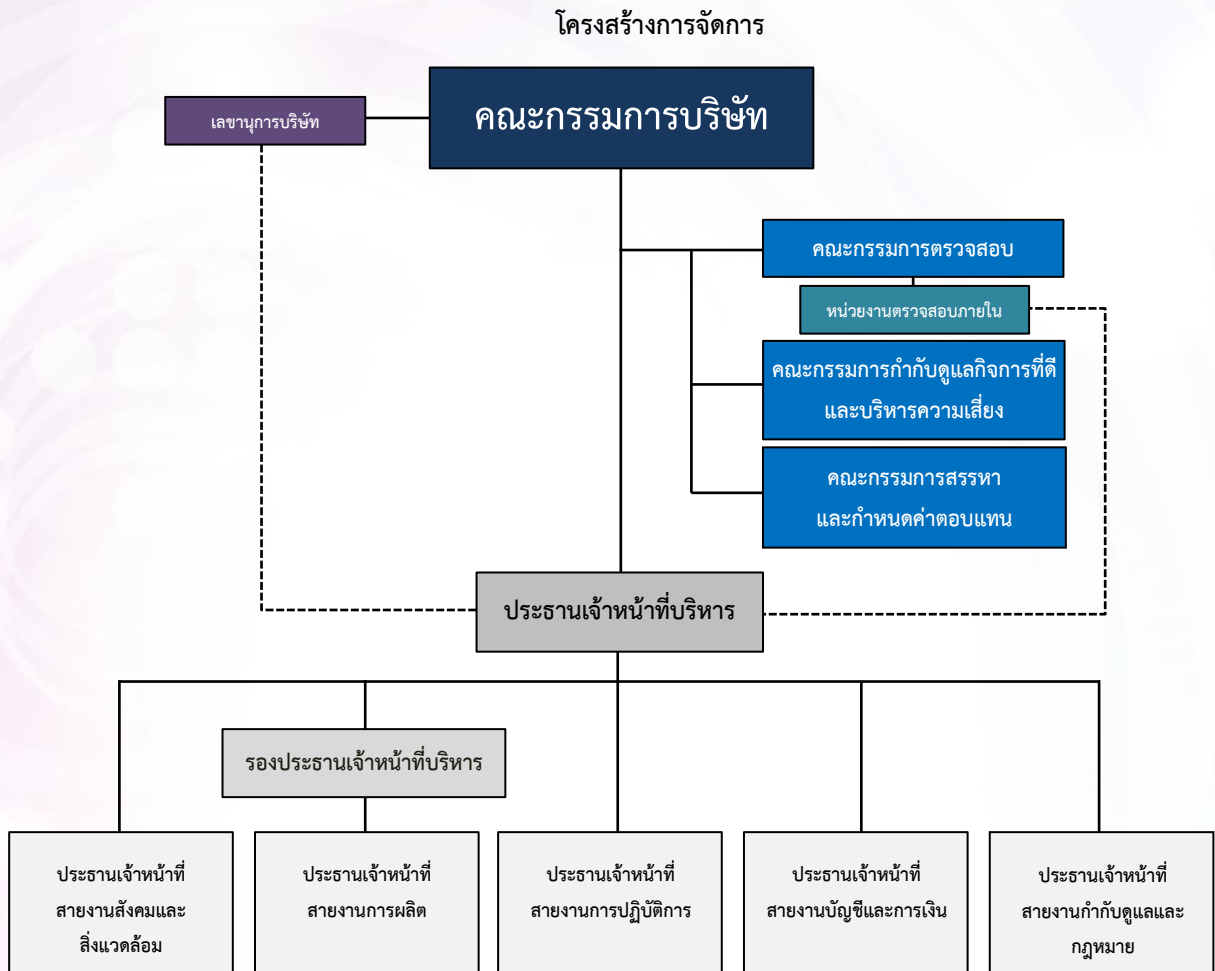 โครงสร้างการจัดการ
คณะกรรมการบริษัท
เลขานุการบริษัท
คณะกรรมการตรวจสอบ
หน่วยงานตรวจสอบภายใน
คณะกรรมการกำกับดูแลกิจการที่ดี
และบริหารความเสี่ยง
คณะกรรมการสรรหา
และกำหนดค่าตอบแทน
ประธานเจ้าหน้าที่บริหาร
รองประธานเจ้าหน้าที่บริหาร
ประธานเจ้าหน้าที่
สายงานสังคมและ
สิ่งแวดล้อม
ประธานเจ้าหน้าที่
สายงานการผลิต
ประธานเจ้าหน้าที่
สายงานการปฏิบัติการ
ประธานเจ้าหน้าที่
สายงานบัญชีและการเงิน
ประธานเจ้าหน้าที่
สายงานกำกับดูแลและ
กฎหมาย